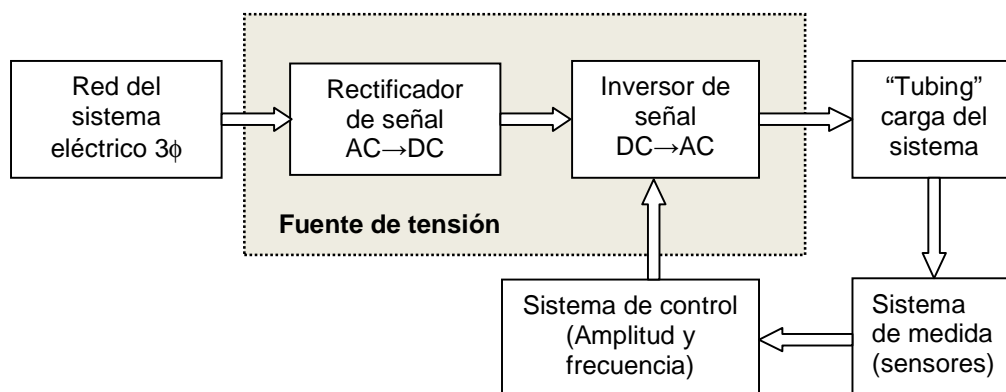 Red del
sistema
eléctrico 3ϕ
Rectificador
de señal
AC→DC
Inversor de
señal
DC→AC
“Tubing”
carga del
sistema
Fuente de tensión
Sistema de control
(Amplitud y
frecuencia)
Sistema
de medida
(sensores)